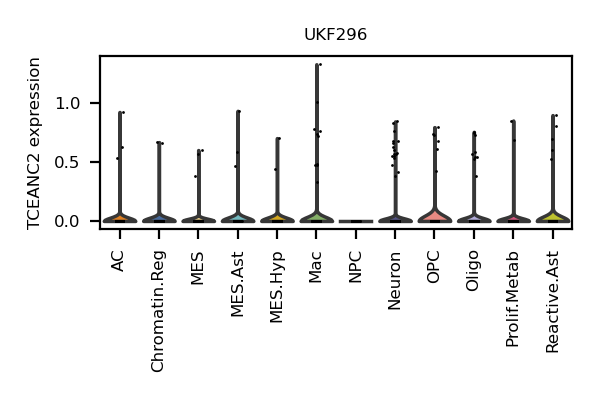 UKF296
TCEANC2 expression
1.0
0.5
0.0
AC
Chromatin.Reg
MES
MES.Ast
MES.Hyp
Mac
NPC
Neuron
OPC
Oligo
Prolif.Metab
Reactive.Ast